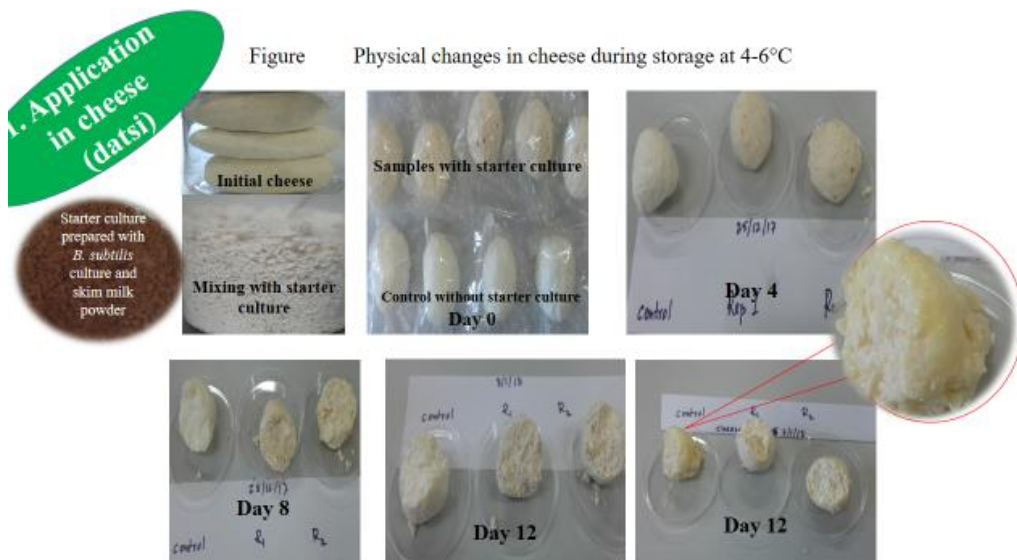 1. Application
in cheese
(datsi)
Figure Physical changes in cheese during storage at 4-6°C
Starter culture
prepared with
B. subtilis
culture and
skim milk
powder
Initial cheese
Mixing with starter
culture
Samples with starter culture
Control without starter culture
Day 0
25/12/17
Day 4
control Rep I
Day 8
control R1 R2
control R1 R2
Day 12
control R1 R2
Day 12